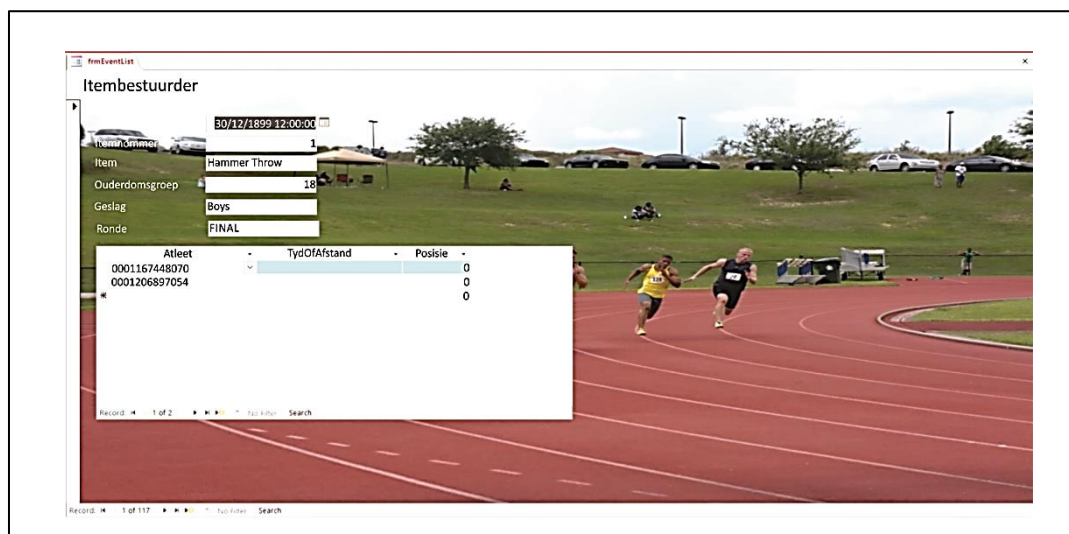 frmEventList
Itembestuurder
30/12/1899 12:00:00
Itemnommer 1
Item Hammer Throw
Ouderdomsgroep 18
Geslag Boys
Ronde FINAL
Atleet TydOfAfstand Posisie
0001167448070 0
0001206897054 0
0
Record: 1 of 2 No Filter Search
Record: 1 of 117 No Filter Search